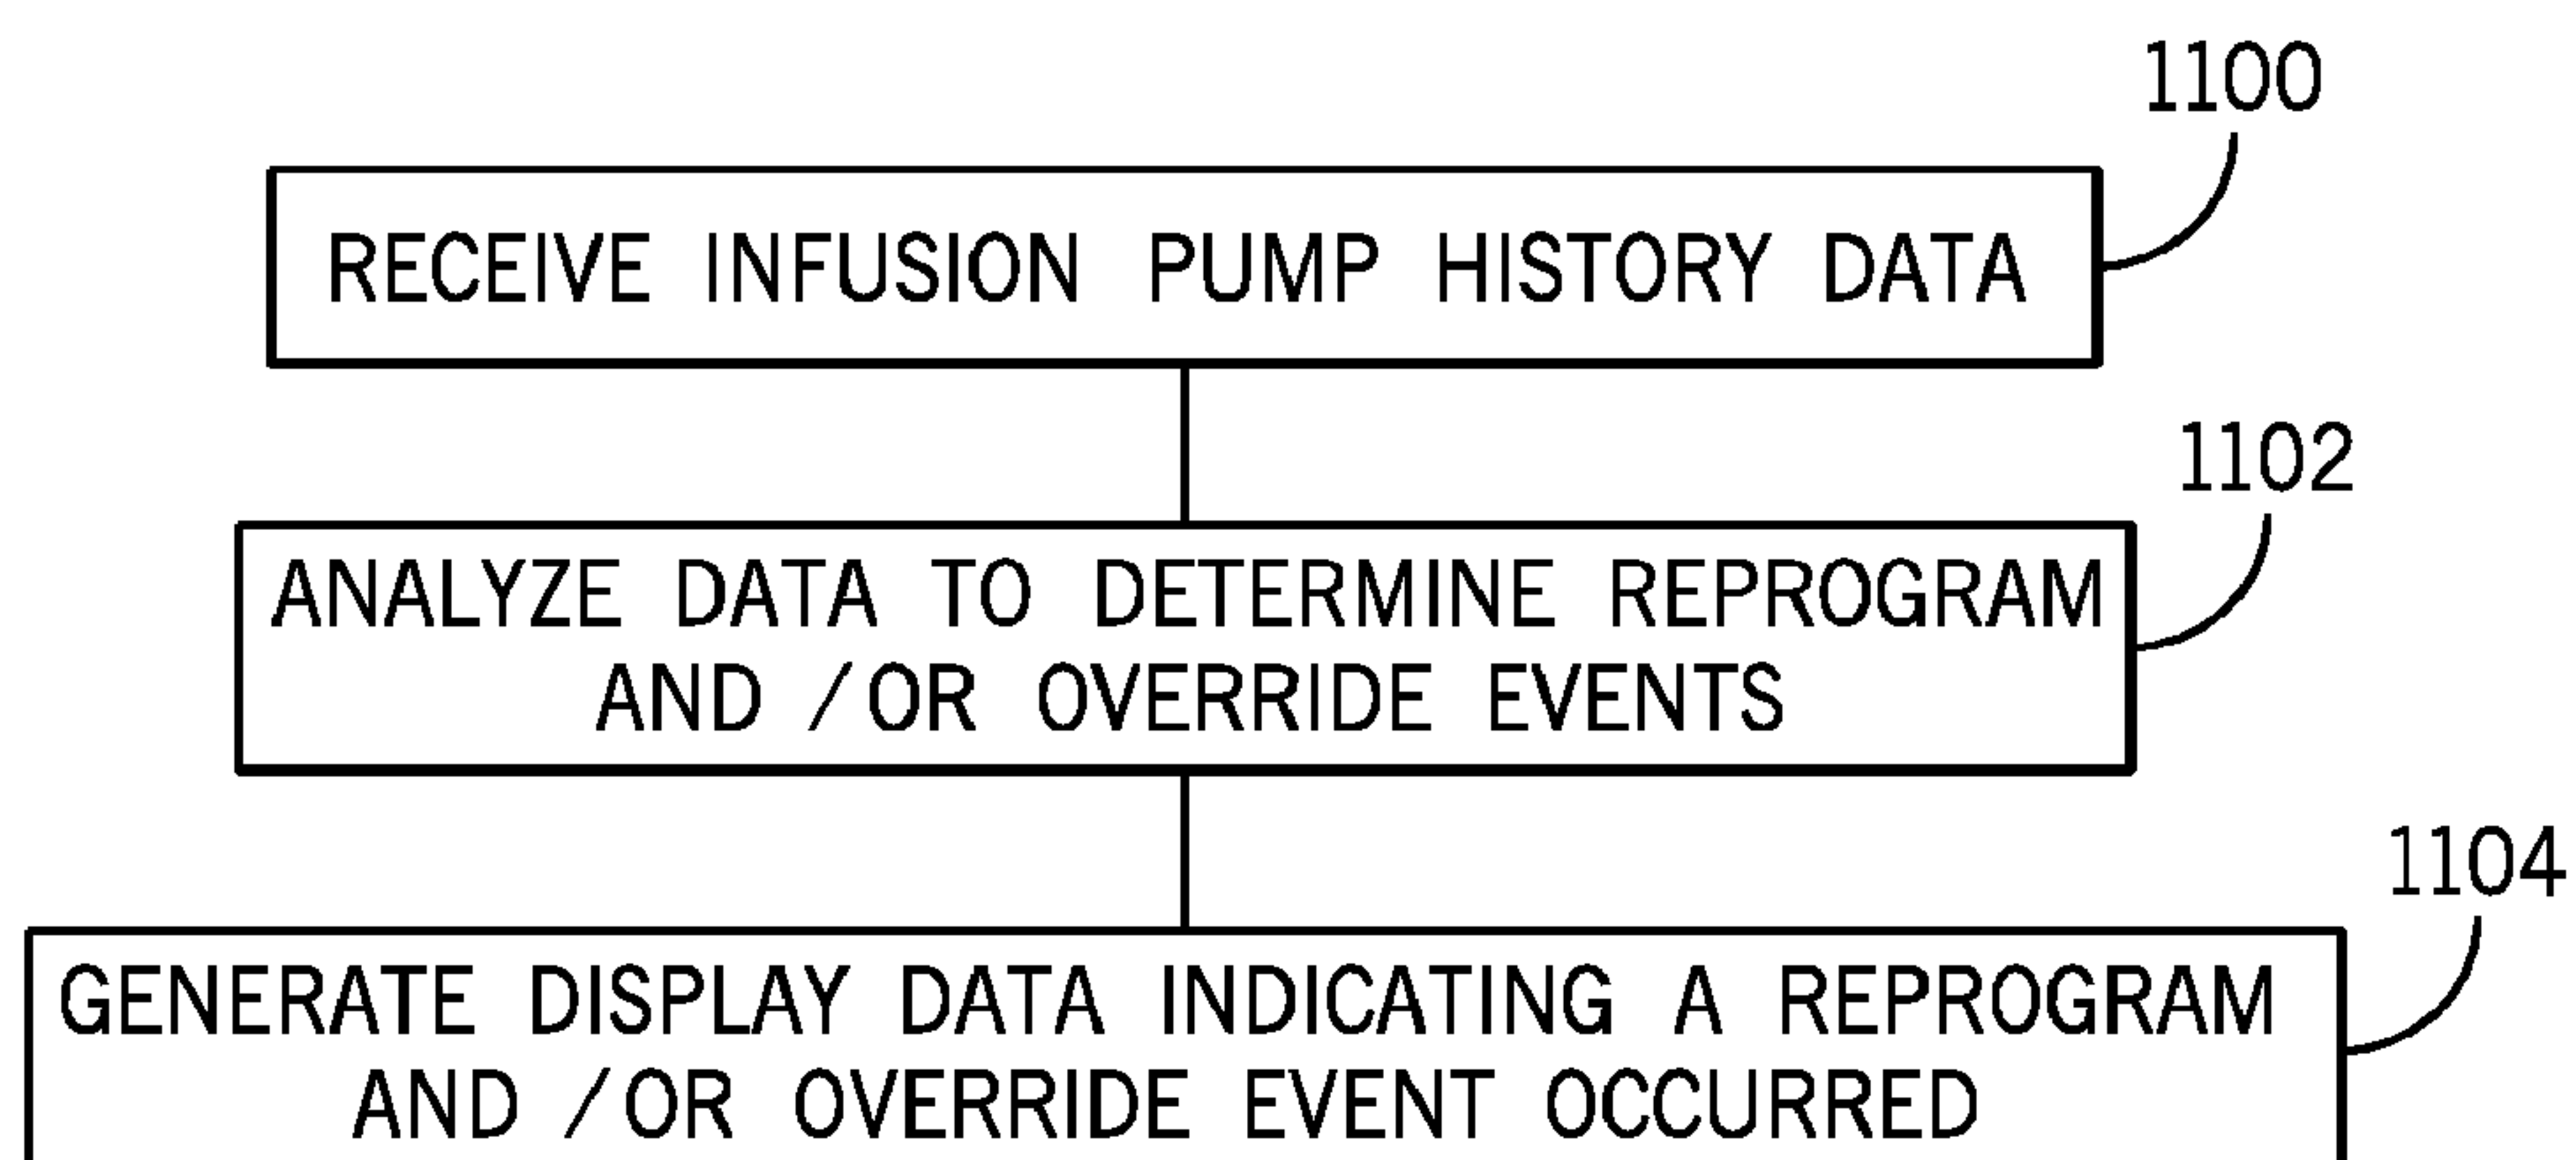 1100
RECEIVE INFUSION PUMP HISTORY DATA
1102
ANALYZE DATA TO DETERMINE REPROGRAM
AND /OR OVERRIDE EVENTS
1104
GENERATE DISPLAY DATA INDICATING A REPROGRAM
AND /OR OVERRIDE EVENT OCCURRED